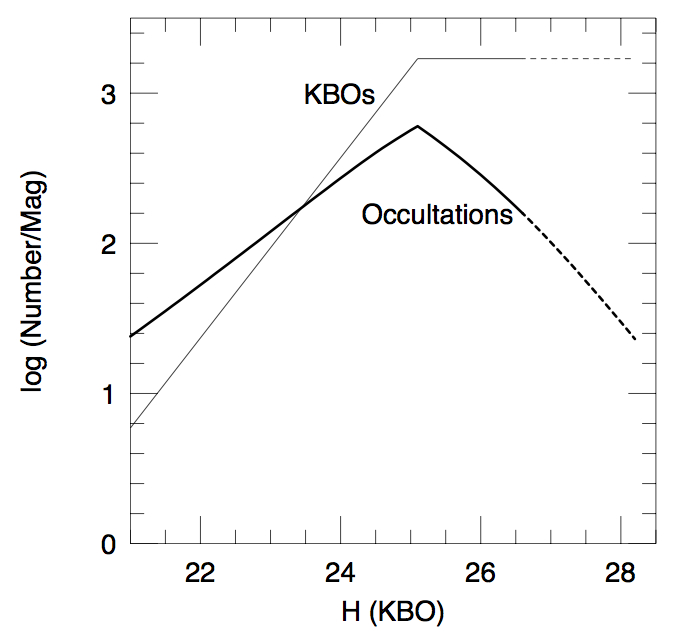 3
KBOs
Occultations
2
log (Number/Mag)
1
0
22 24 26 28
H (KBO)